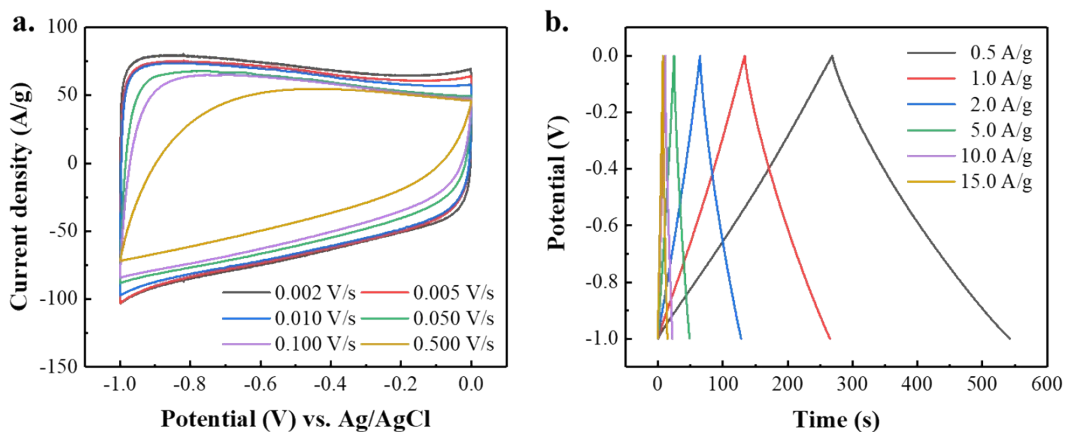 a.
Current density (A/g)
100
50
0
-50
-100
-150
0.002 V/s
0.005 V/s
0.010 V/s
0.050 V/s
0.100 V/s
0.500 V/s
-1.0
-0.8
-0.6
-0.4
-0.2
0.0
Potential (V) vs. Ag/AgCl
b.
Potential (V)
0.0
-0.2
-0.4
-0.6
-0.8
-1.0
0.5 A/g
1.0 A/g
2.0 A/g
5.0 A/g
10.0 A/g
15.0 A/g
0
100
200
300
400
500
600
Time (s)